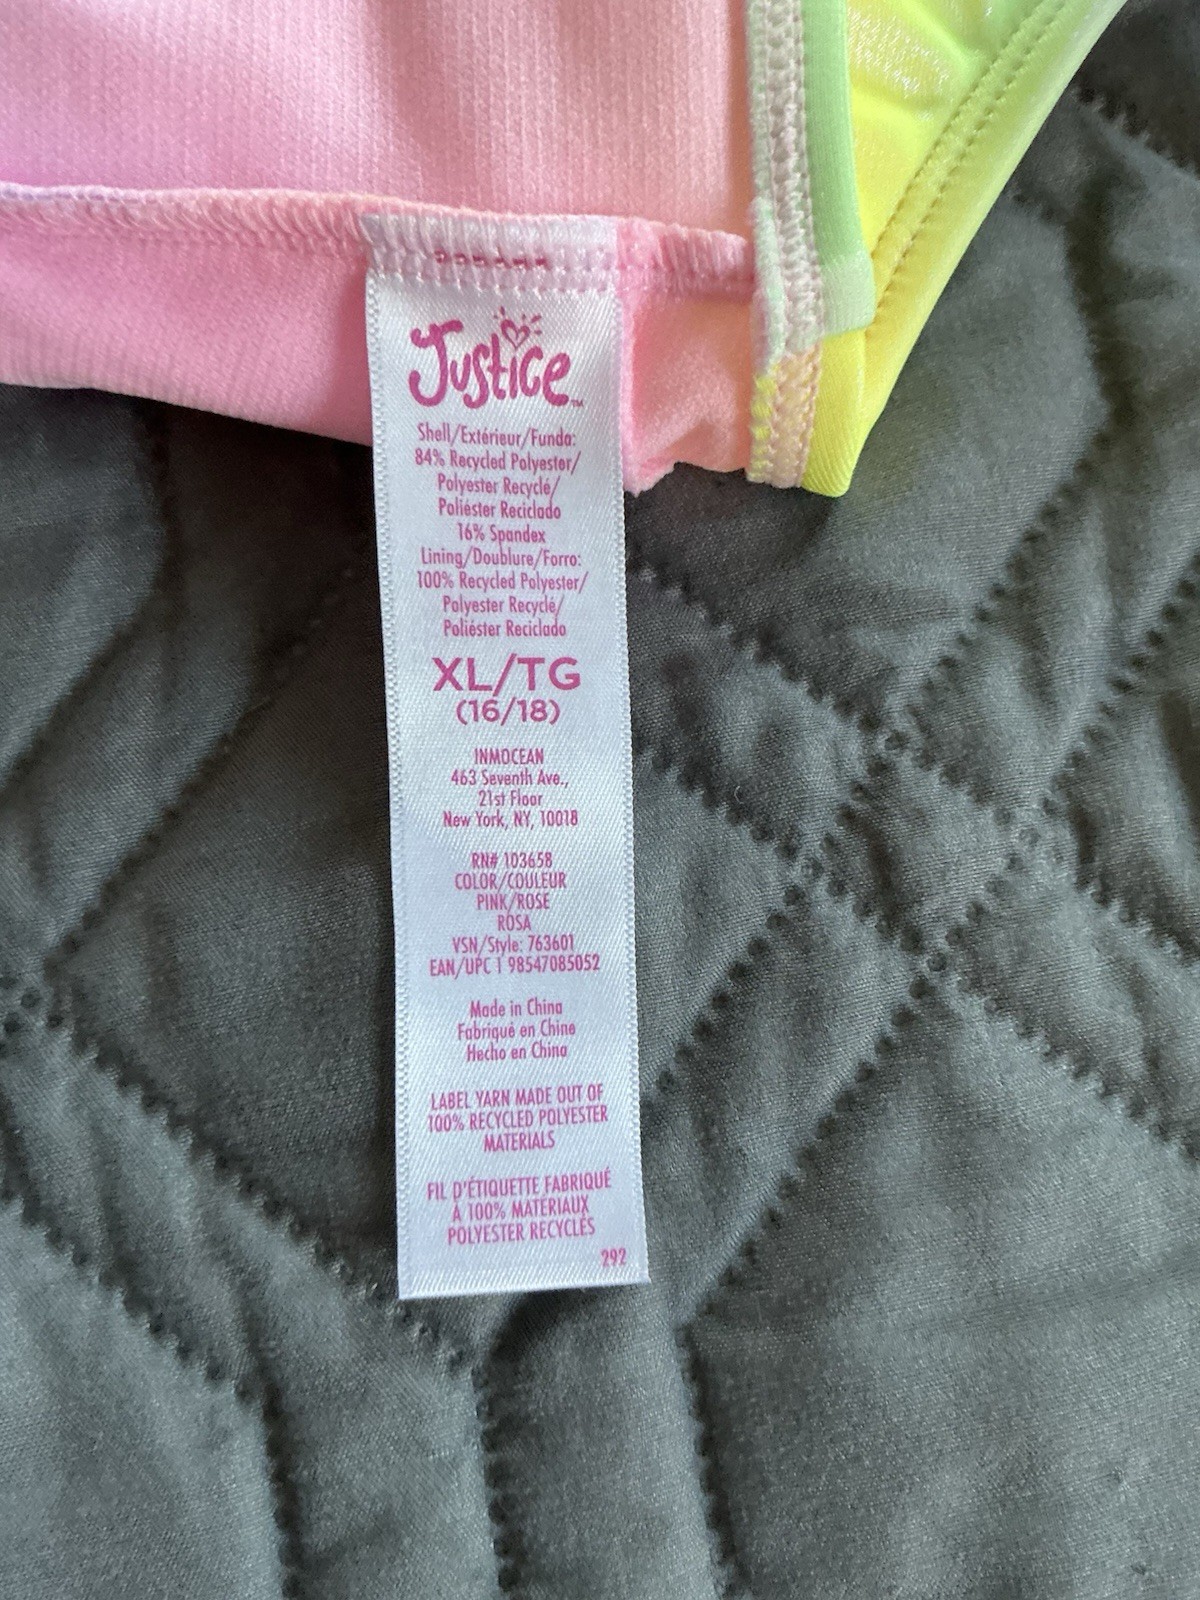 Justice™
Shell/Extérieur/Funda:
84% Recycled Polyester/
Polyester Recyclé/
Poliéster Reciclado
16% Spandex
Lining/Doublure/Forro:
100% Recycled Polyester/
Polyester Recyclé/
Poliéster Reciclado
XL/TG
(16/18)
INMOCEAN
463 Seventh Ave.,
21st Floor
New York, NY, 10018
RN# 103658
COLOR/COULEUR
PINK/ROSE
ROSA
VSN/Style: 763601
EAN/UPC 1 98547085052
Made in China
Fabriqué en Chine
Hecho en China
LABEL YARN MADE OUT OF
100% RECYCLED POLYESTER
MATERIALS
FIL D'ÉTIQUETTE FABRIQUÉ
À 100% MATÉRIAUX
POLYESTER RECYCLÉS
292